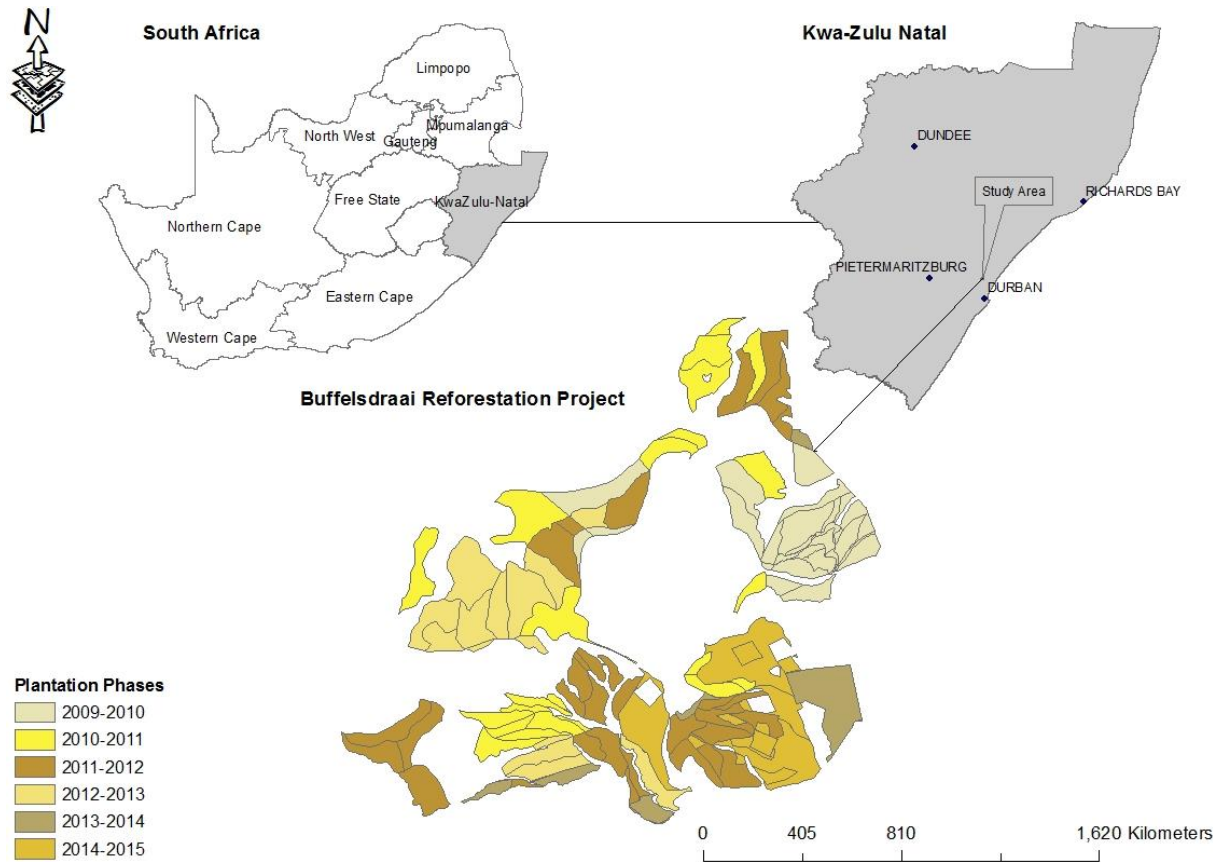 N
South Africa
Kwa-Zulu Natal
Limpopo
North West
Mpumalanga
Gauteng
Free State
KwaZulu-Natal
Northern Cape
Eastern Cape
Western Cape
DUNDEE
Study Area
RICHARDS BAY
PIETERMARITZBURG
DURBAN
Buffelsdraai Reforestation Project
Plantation Phases
2009-2010
2010-2011
2011-2012
2012-2013
2013-2014
2014-2015
0 405 810 1,620 Kilometers